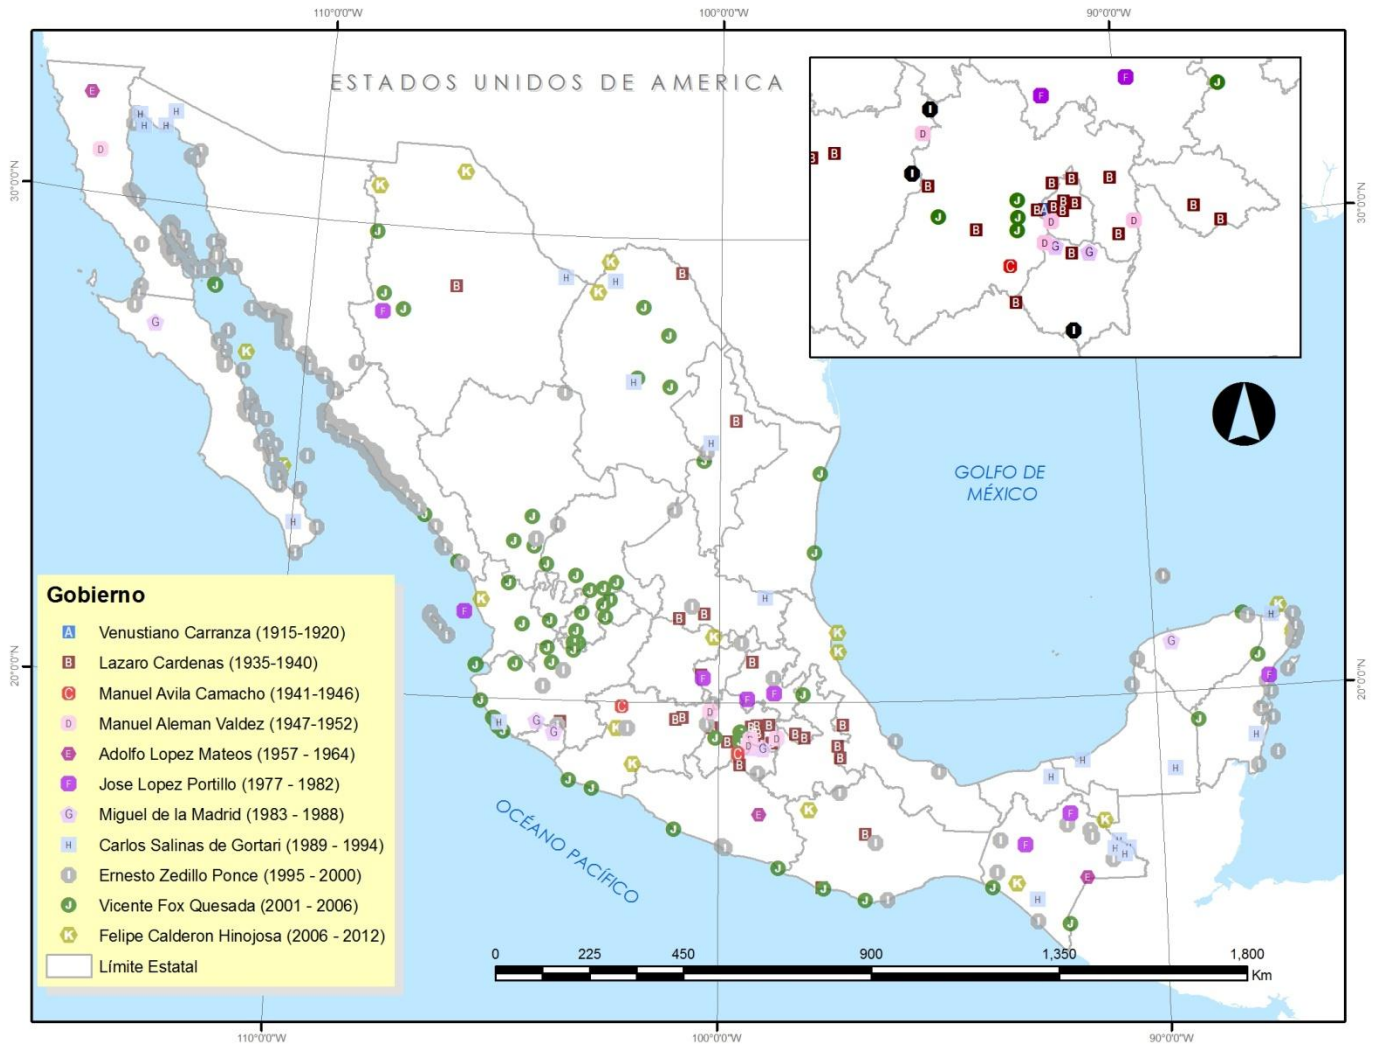 110°0'0"W
100°0'0"W
90°0'0"W
ESTADOS UNIDOS DE AMERICA
30°0'0"N
30°0'0"N
GOLFO DE
MÉXICO
20°0'0"N
20°0'0"N
OCÉANO PACÍFICO
Gobierno
A Venustiano Carranza (1915-1920)
B Lazaro Cardenas (1935-1940)
C Manuel Avila Camacho (1941-1946)
D Manuel Aleman Valdez (1947-1952)
E Adolfo Lopez Mateos (1957 - 1964)
F Jose Lopez Portillo (1977 - 1982)
G Miguel de la Madrid (1983 - 1988)
H Carlos Salinas de Gortari (1989 - 1994)
I Ernesto Zedillo Ponce (1995 - 2000)
J Vicente Fox Quesada (2001 - 2006)
K Felipe Calderon Hinojosa (2006 - 2012)
Límite Estatal
0 225 450 900 1,350 1,800
Km
110°0'0"W
100°0'0"W
90°0'0"W